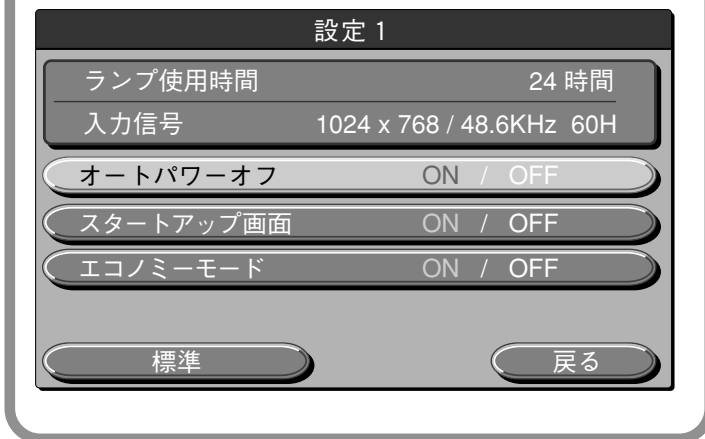 設定 1
ランプ使用時間 24 時間
入力信号 1024 x 768 / 48.6KHz 60H
オートパワーオフ ON / OFF
スタートアップ画面 ON / OFF
エコノミーモード ON / OFF
標準 戻る